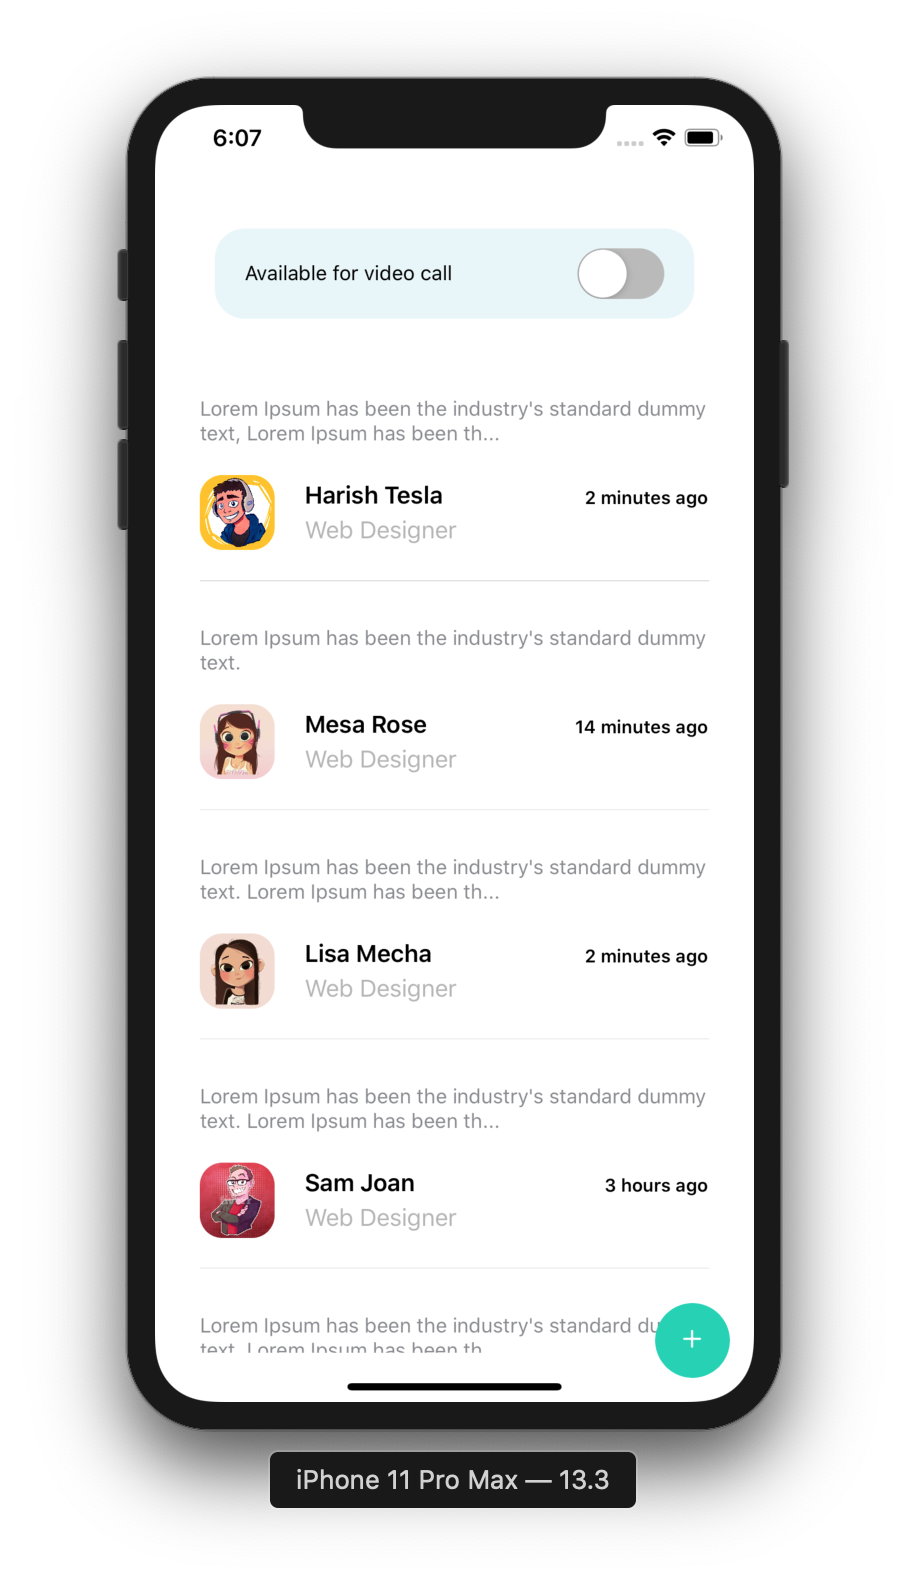 6:07
Available for video call
Lorem Ipsum has been the industry's standard dummy
text, Lorem Ipsum has been th...
Harish Tesla
2 minutes ago
Web Designer
Lorem Ipsum has been the industry's standard dummy
text.
Mesa Rose
14 minutes ago
Web Designer
Lorem Ipsum has been the industry's standard dummy
text. Lorem Ipsum has been th...
Lisa Mecha
2 minutes ago
Web Designer
Lorem Ipsum has been the industry's standard dummy
text. Lorem Ipsum has been th...
Sam Joan
3 hours ago
Web Designer
Lorem Ipsum has been the industry's standard du
text. Lorem Ipsum has been th
+
iPhone 11 Pro Max — 13.3